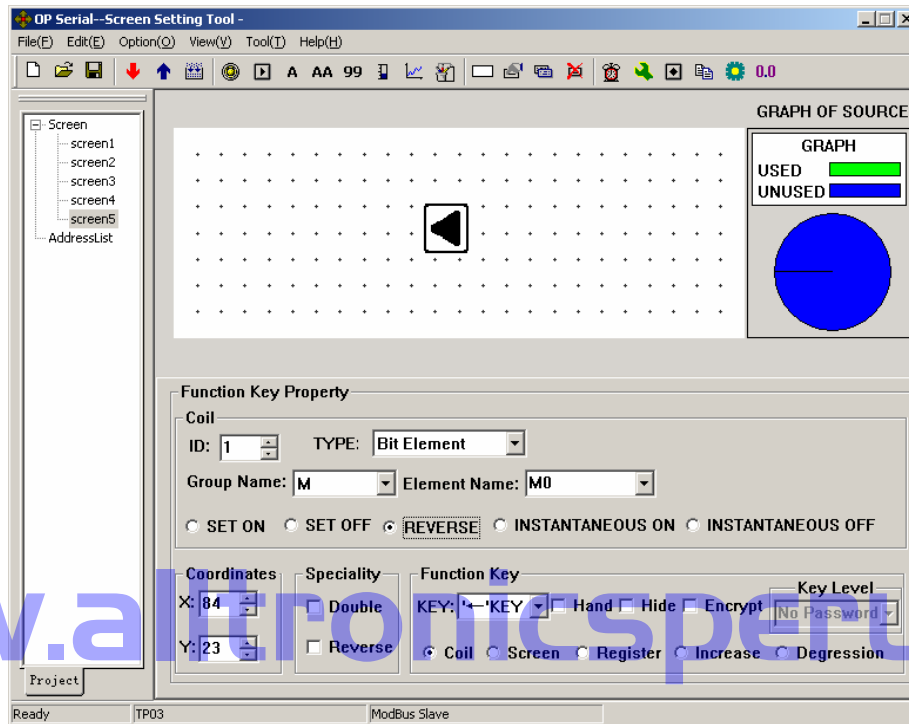 OP Serial--Screen Setting Tool -
File(F) Edit(E) Option(O) View(V) Tool(T) Help(H)
A AA 99 0.0
Screen
screen1
screen2
screen3
screen4
screen5
AddressList
GRAPH OF SOURCE
GRAPH
USED
UNUSED
Function Key Property
Coil
ID: 1 TYPE: Bit Element
Group Name: M Element Name: M0
SET ON SET OFF REVERSE INSTANTANEOUS ON INSTANTANEOUS OFF
Coordinates
X: 84
Y: 23
Speciality
Double
Reverse
Function Key
KEY: '←'KEY Hand Hide Encrypt
Key Level
No Password
Coil Screen Register Increase Degression
v.altronicsperu
Project
Ready TP03 ModBus Slave